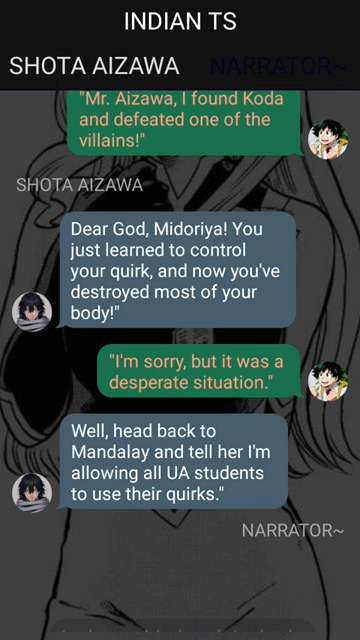 INDIAN TS
SHOTA AIZAWA NARRATOR~
"Mr. Aizawa, I found Koda
and defeated one of the
villains!"
SHOTA AIZAWA
Dear God, Midoriya! You
just learned to control
your quirk, and now you've
destroyed most of your
body!"
"I'm sorry, but it was a
desperate situation."
Well, head back to
Mandalay and tell her I'm
allowing all UA students
to use their quirks."
NARRATOR~